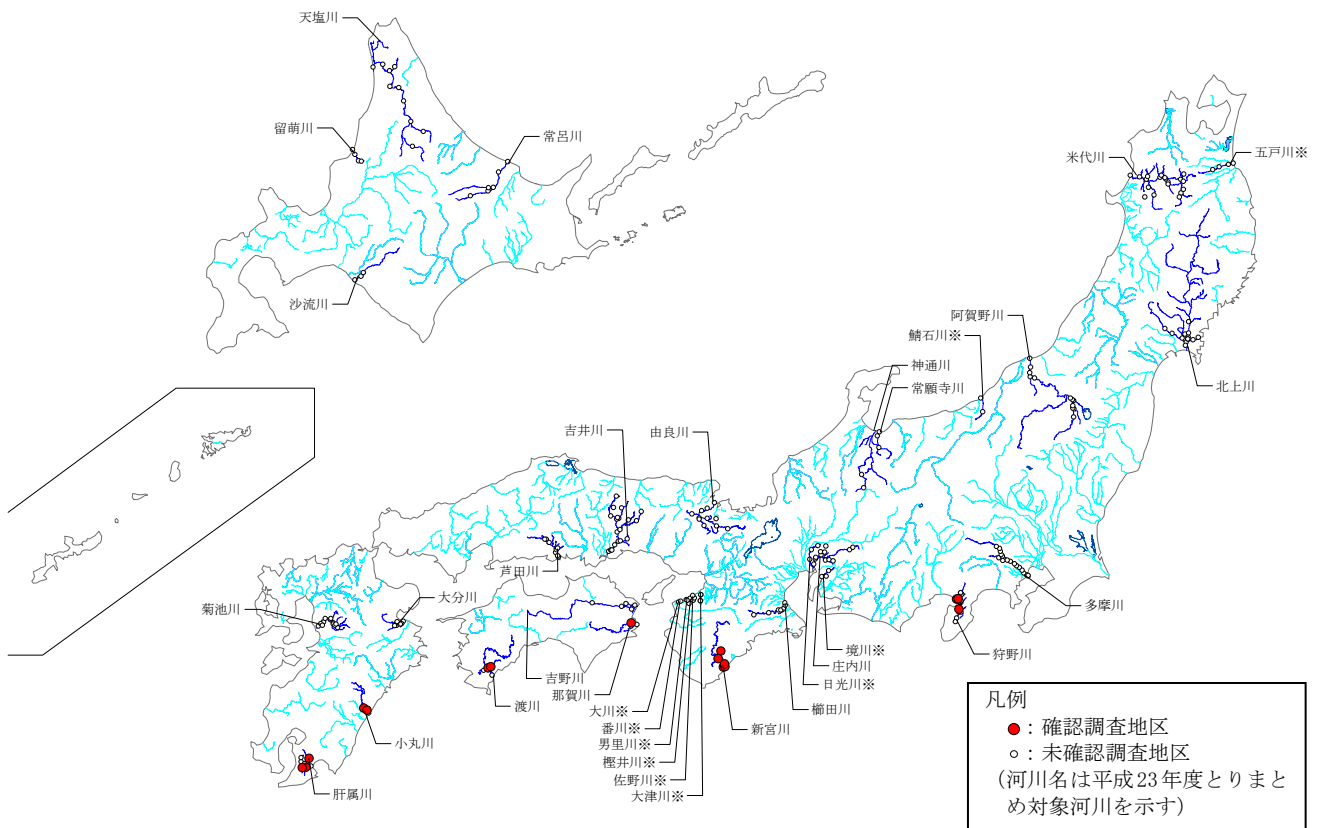 天塩川
留萌川
常呂川
沙流川
米代川
五戸川※
阿賀野川
鯖石川※
神通川
常願寺川
北上川
吉井川
由良川
芦田川
大分川
菊池川
多摩川
狩野川
境川※
庄内川
日光川※
櫛田川
新宮川
吉野川
那賀川
渡川
大川※
番川※
男里川※
樫井川※
佐野川※
大津川※
小丸川
肝属川
凡例
:確認調査地区
:未確認調査地区
(河川名は平成23年度とりまと
め対象河川を示す)